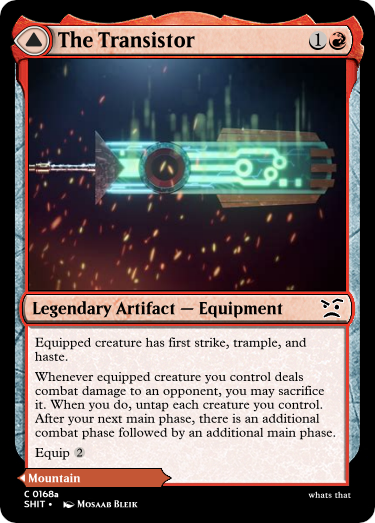 The Transistor 1
Legendary Artifact — Equipment
Equipped creature has first strike, trample, and
haste.
Whenever equipped creature you control deals
combat damage to an opponent, you may sacrifice
it. When you do, untap each creature you control.
After your next main phase, there is an additional
combat phase followed by an additional main phase.
Equip 2
Mountain
C 0168a
SHIT • Mosaab Bleik
whats that